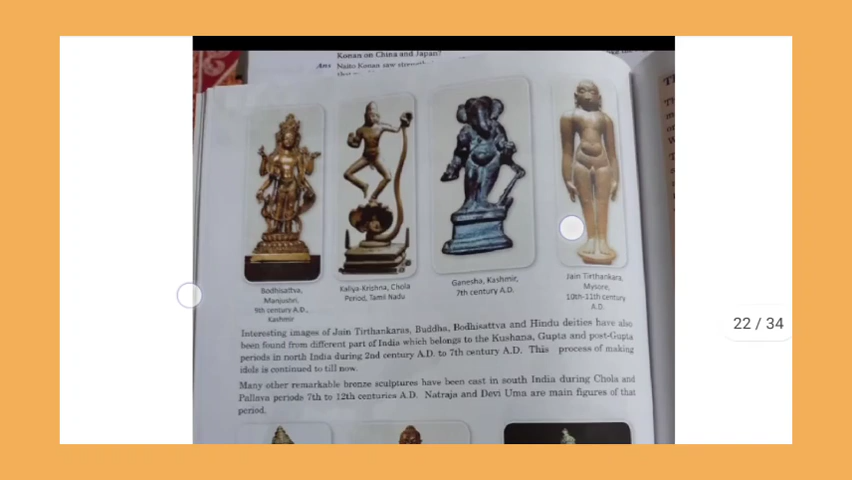 Konan on China and Japan?
Ans Naito Konan saw
Bodhisattva,
Manjushri,
9th century A.D.,
Kashmir
Kaliya-Krishna, Chola
Period, Tamil Nadu
Ganesha, Kashmir,
7th century A.D.
Jain Tirthankara,
Mysore,
10th-11th century
A.D.
22 / 34
Interesting images of Jain Tirthankaras, Buddha, Bodhisattva and Hindu deities have also
been found from different part of India which belongs to the Kushana, Gupta and post-Gupta
periods in north India during 2nd century A.D. to 7th century A.D. This process of making
idols is continued to till now.
Many other remarkable bronze sculptures have been cast in south India during Chola and
Pallava periods 7th to 12th centuries A.D. Natraja and Devi Uma are main figures of that
period.